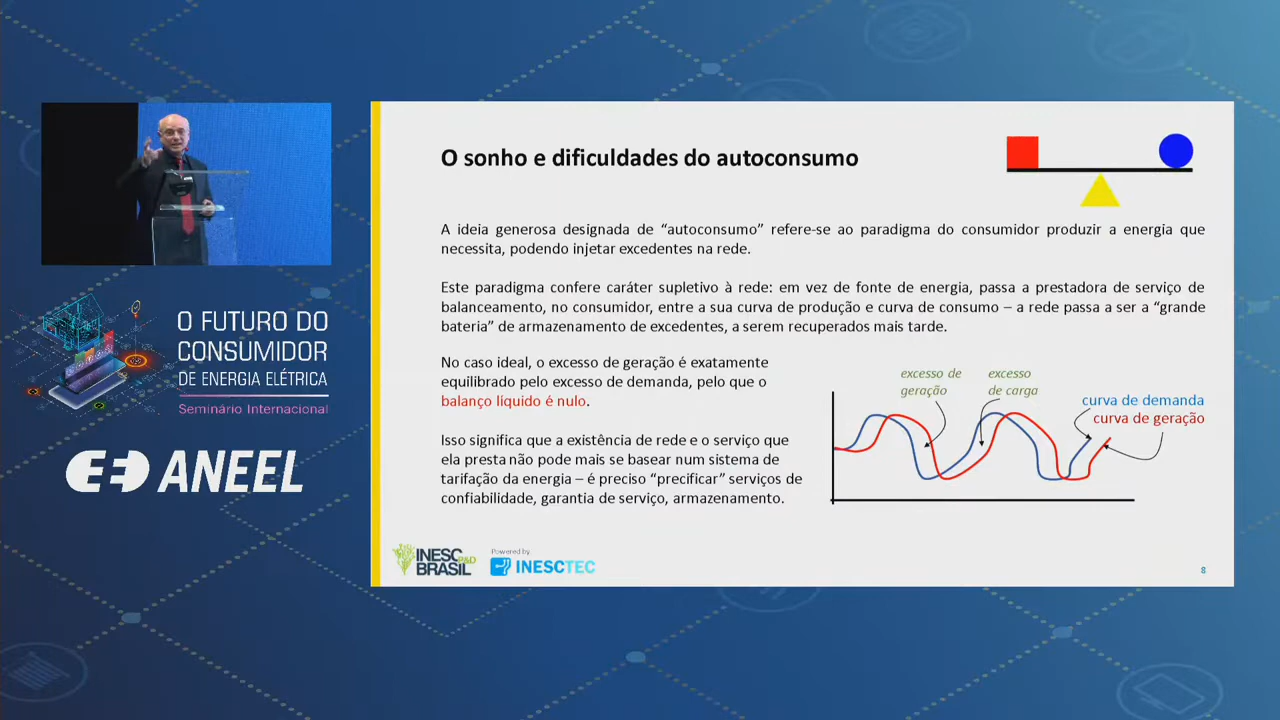 O FUTURO DO
CONSUMIDOR
DE ENERGIA ELÉTRICA
Seminário Internacional
ANEEL
O sonho e dificuldades do autoconsumo
A ideia generosa designada de “autoconsumo” refere-se ao paradigma do consumidor produzir a energia que
necessita, podendo injetar excedentes na rede.
Este paradigma confere caráter supletivo à rede: em vez de fonte de energia, passa a prestadora de serviço de
balanceamento, no consumidor, entre a sua curva de produção e curva de consumo – a rede passa a ser a “grande
bateria” de armazenamento de excedentes, a serem recuperados mais tarde.
No caso ideal, o excesso de geração é exatamente
equilibrado pelo excesso de demanda, pelo que o
balanço líquido é nulo.
Isso significa que a existência de rede e o serviço que
ela presta não pode mais se basear num sistema de
tarifação da energia – é preciso “precificar” serviços de
confiabilidade, garantia de serviço, armazenamento.
excesso de
geração
excesso
de carga
curva de demanda
curva de geração
INESC
P&D
BRASIL
Powered by
INESCTEC
8